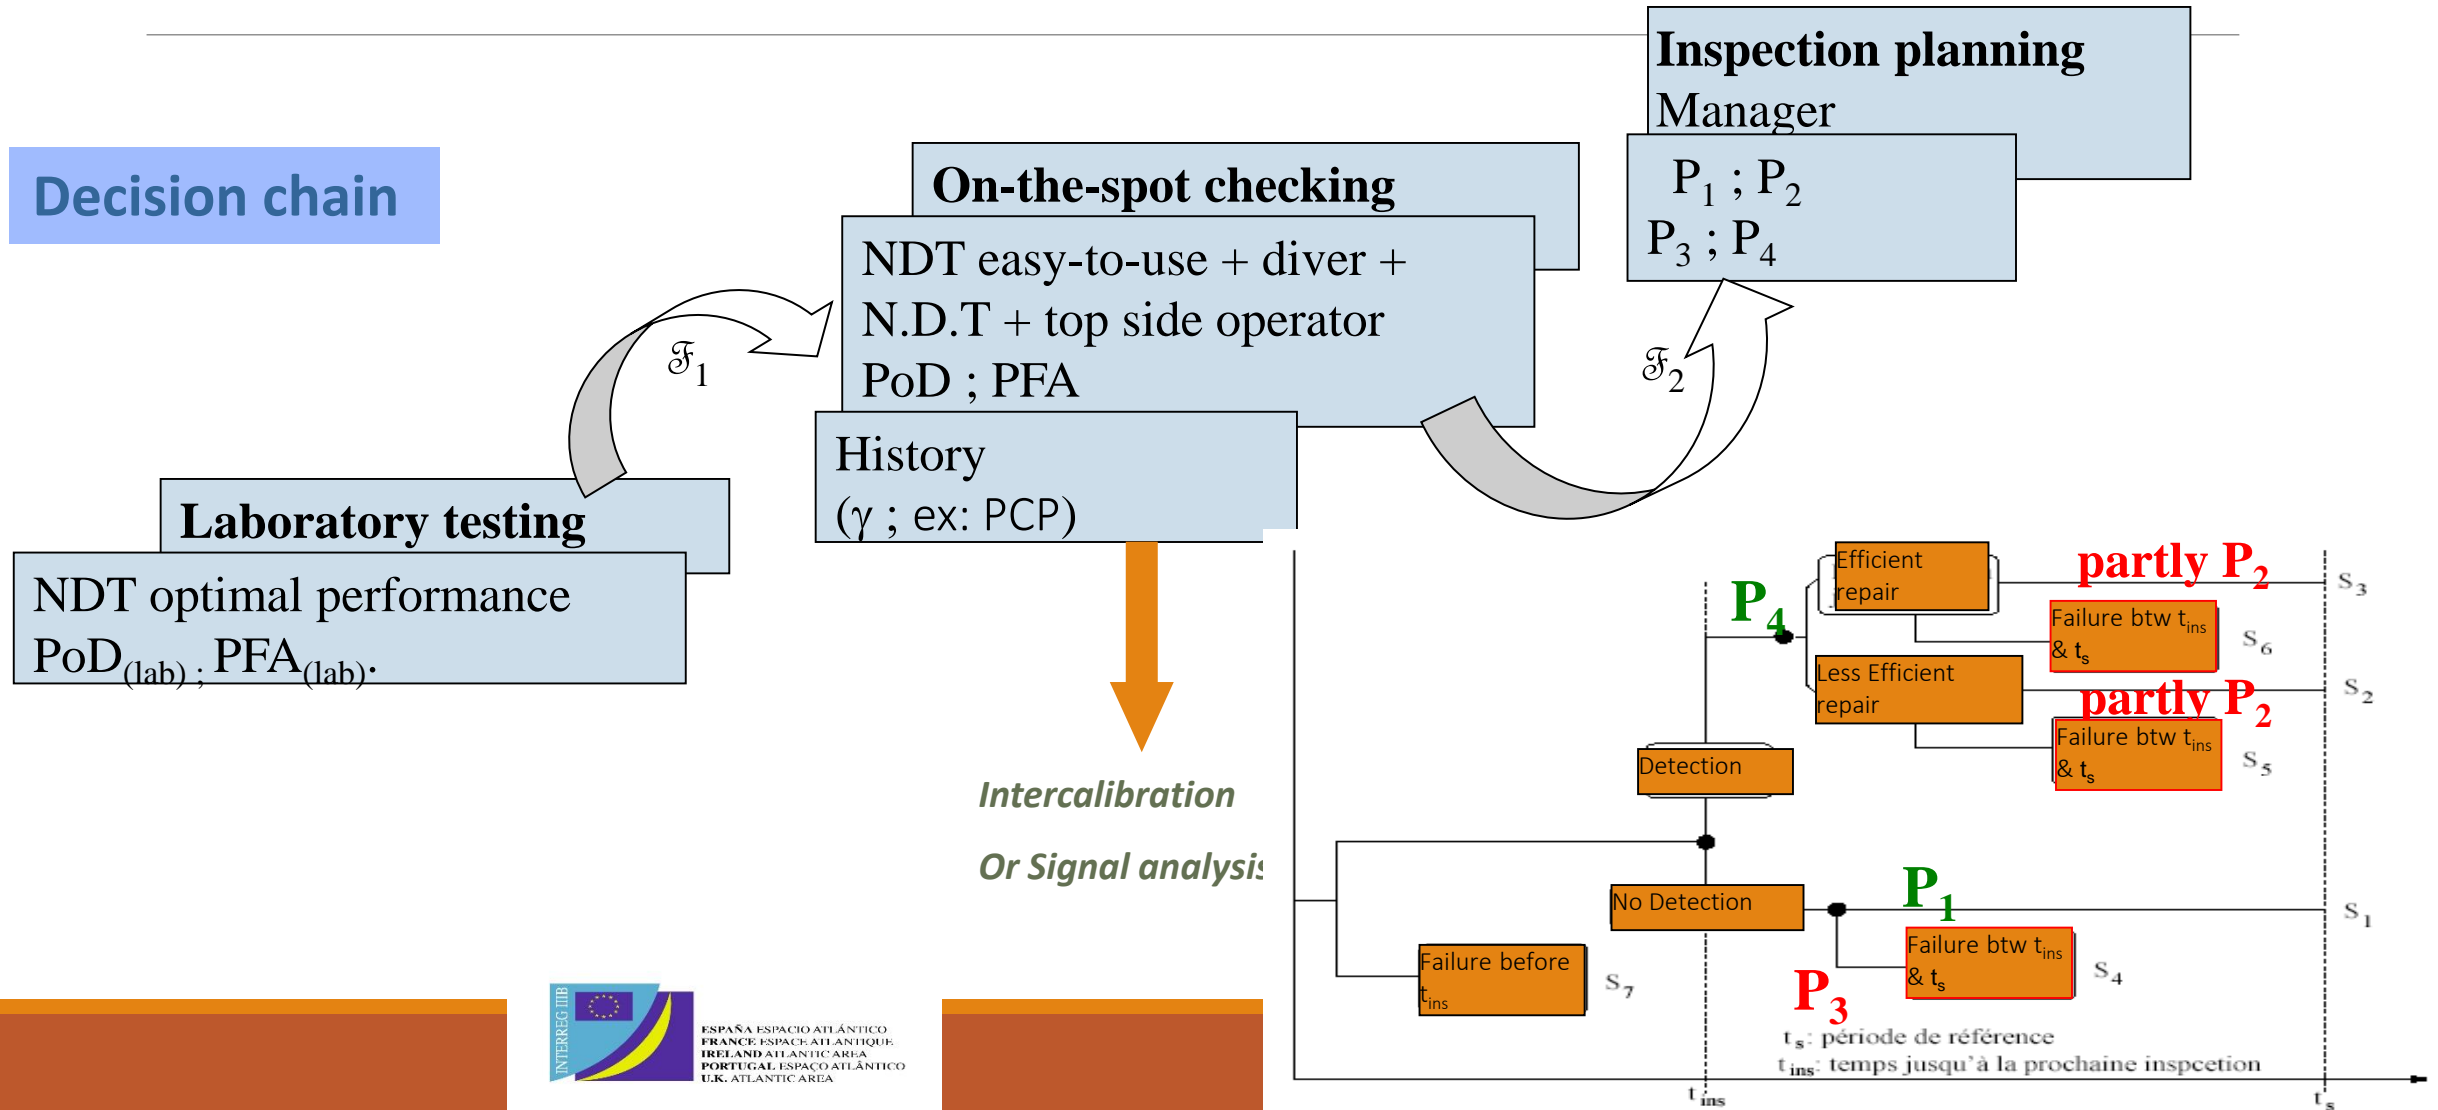 Decision chain
Inspection planning
Manager
P1 ; P2
P3 ; P4
On-the-spot checking
NDT easy-to-use + diver +
N.D.T + top side operator
PoD ; PFA
History
(γ ; ex: PCP)
ℱ1
ℱ2
Laboratory testing
NDT optimal performance
PoD(lab) ; PFA(lab).
Intercalibration
Or Signal analysis
P4
Efficient
repair
partly P2
S3
Failure btw tins
& ts
S6
Less Efficient
repair
partly P2
S2
Failure btw tins
& ts
S5
Detection
No Detection
P1
S1
Failure btw tins
& ts
S4
P3
Failure before
tins
S7
ts: période de référence
tins: temps jusqu'à la prochaine inspcetion
tins
ts
INTERREG IIIB
ESPAÑA ESPACIO ATLÁNTICO
FRANCE ESPACE ATLANTIQUE
IRELAND ATLANTIC AREA
PORTUGAL ESPAÇO ATLÂNTICO
U.K. ATLANTIC AREA